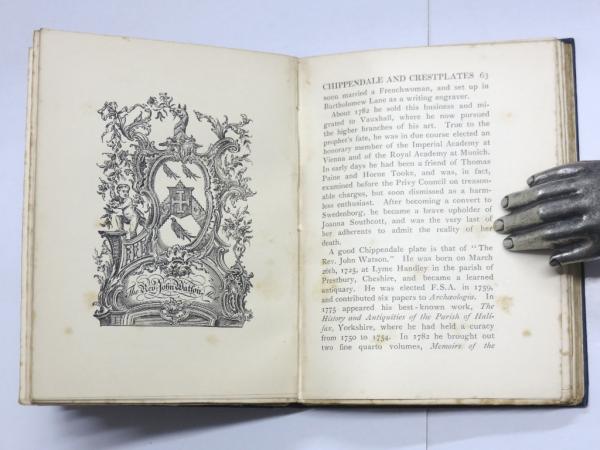 The Rev. John Watson.
CHIPPENDALE AND CRESTPLATES 63
soon married a Frenchwoman, and set up in
Bartholomew Lane as a writing engraver.
About 1782 he sold this business and mi-
grated to Vauxhall, where he now pursued
the higher branches of his art. True to the
prophet's fate, he was in due course elected an
honorary member of the Imperial Academy at
Vienna and of the Royal Academy at Munich.
In early days he had been a friend of Thomas
Paine and Horne Tooke, and was, in fact,
examined before the Privy Council on treason-
able charges, but soon dismissed as a harm-
less enthusiast. After becoming a convert to
Swedenborg, he became a brave upholder of
Joanna Southcott, and was the very last of
her adherents to admit the reality of her
death.
A good Chippendale plate is that of "The
Rev. John Watson." He was born on March
26th, 1725, at Lyme Handley in the parish of
Prestbury, Cheshire, and became a learned
antiquary. He was elected F.S.A. in 1759,
and contributed six papers to Archæologia. In
1775 appeared his best-known work, The
History and Antiquities of the Parish of Hali-
fax, Yorkshire, where he had held a curacy
from 1750 to 1754. In 1782 he brought out
two fine quarto volumes, Memoirs of the